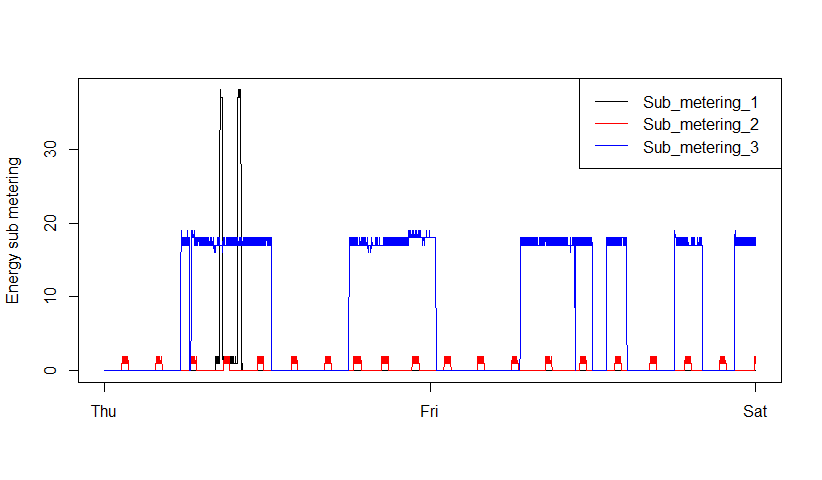 Energy sub metering
30
20
10
0
Sub_metering_1
Sub_metering_2
Sub_metering_3
Thu
Fri
Sat